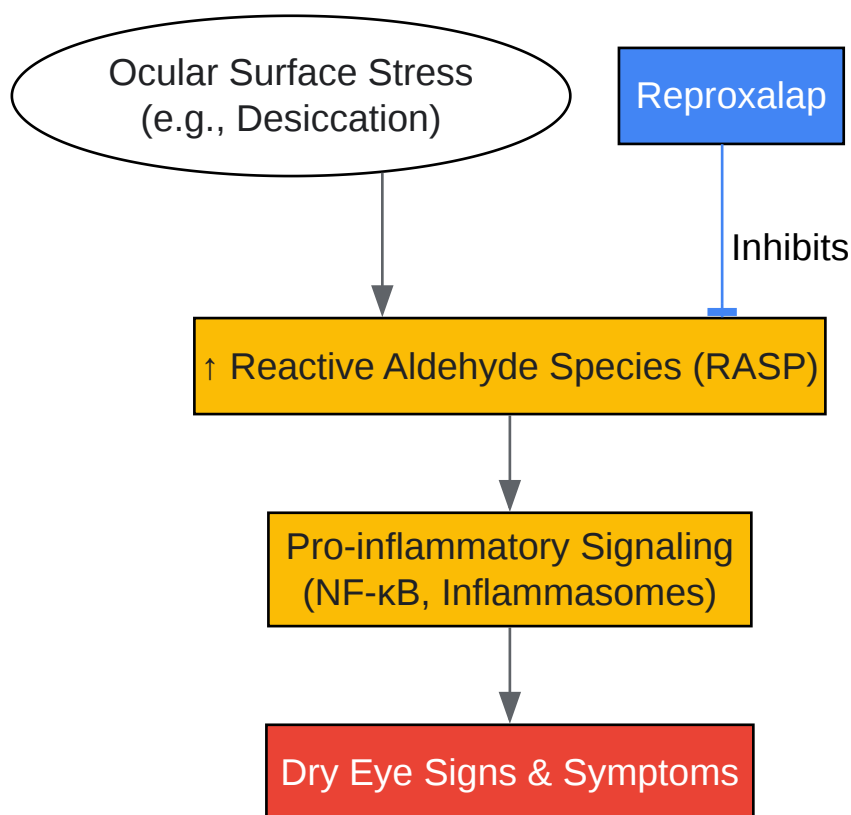 Ocular Surface Stress
(e.g., Desiccation)
Reproxalap
Inhibits
↑ Reactive Aldehyde Species (RASP)
Pro-inflammatory Signaling
(NF-κB, Inflammasomes)
Dry Eye Signs & Symptoms